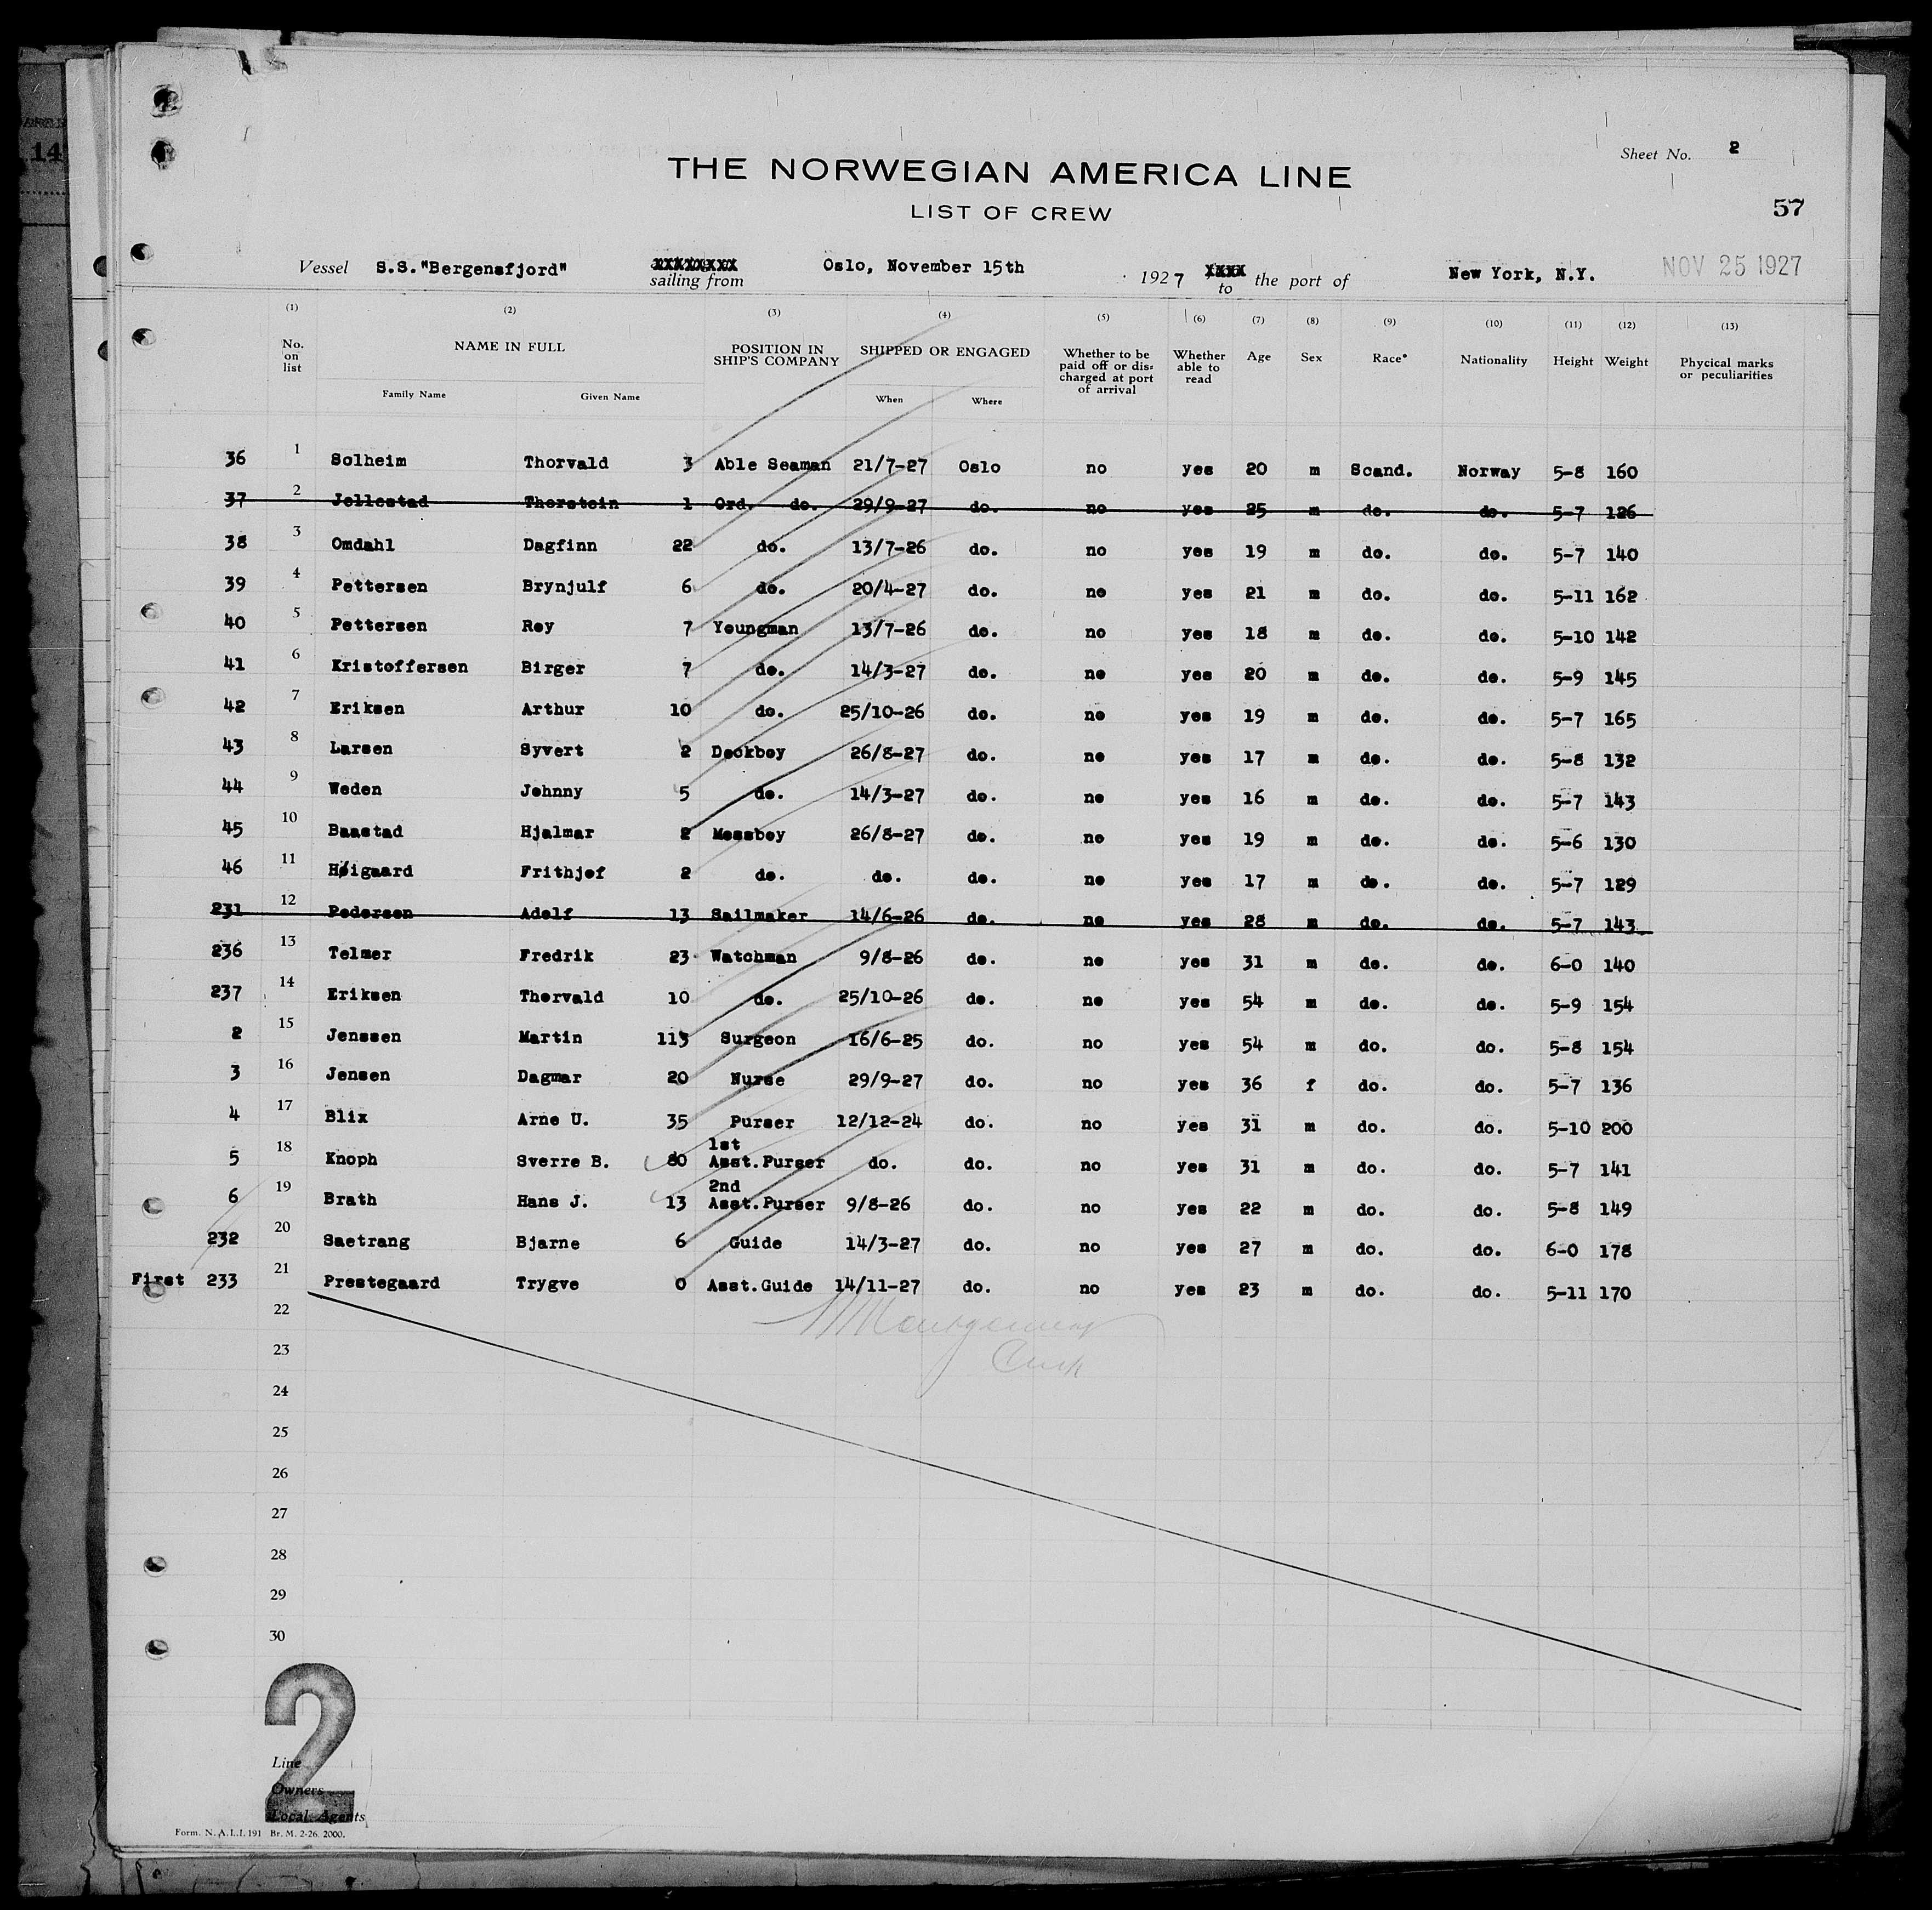 Sheet No. 2
THE NORWEGIAN AMERICA LINE
LIST OF CREW
57
Vessel S.S."Bergensfjord" XXXXXXXX sailing from Oslo, November 15th 1927 XXXX to the port of New York, N.Y. NOV 25 1927
(1) (2) (3) (4) (5) (6) (7) (8) (9) (10) (11) (12) (13)
No. on list NAME IN FULL POSITION IN SHIP'S COMPANY SHIPPED OR ENGAGED Whether to be paid off or discharged at port of arrival Whether able to read Age Sex Race* Nationality Height Weight Phycical marks or peculiarities
Family Name Given Name When Where
36 1 Solheim Thorvald 3 Able Seaman 21/7-27 Oslo no yes 20 m Scand. Norway 5-8 160
37 2 Jellestad Thorstein 1 Ord. do. 29/9-27 do. no yes 25 m do. do. 5-7 126
38 3 Omdahl Dagfinn 22 do. 13/7-26 do. no yes 19 m do. do. 5-7 140
39 4 Pettersen Brynjulf 6 do. 20/4-27 do. no yes 21 m do. do. 5-11 162
40 5 Pettersen Roy 7 Youngman 13/7-26 do. no yes 18 m do. do. 5-10 142
41 6 Kristoffersen Birger 7 do. 14/3-27 do. no yes 20 m do. do. 5-9 145
42 7 Eriksen Arthur 10 do. 25/10-26 do. no yes 19 m do. do. 5-7 165
43 8 Larsen Syvert 2 Deckboy 26/8-27 do. no yes 17 m do. do. 5-8 132
44 9 Weden Johnny 5 do. 14/3-27 do. no yes 16 m do. do. 5-7 143
45 10 Baastad Hjalmar 2 Messboy 26/8-27 do. no yes 19 m do. do. 5-6 130
46 11 Høigaard Frithjof 2 do. do. do. no yes 17 m do. do. 5-7 129
231 12 Pedersen Adolf 13 Sailmaker 14/6-26 do. no yes 28 m do. do. 5-7 143
236 13 Telmer Fredrik 23 Watchman 9/8-26 do. no yes 31 m do. do. 6-0 140
237 14 Eriksen Thorvald 10 do. 25/10-26 do. no yes 54 m do. do. 5-9 154
2 15 Jenssen Martin 113 Surgeon 16/6-25 do. no yes 54 m do. do. 5-8 154
3 16 Jensen Dagmar 20 Nurse 29/9-27 do. no yes 36 f do. do. 5-7 136
4 17 Blix Arne U. 35 Purser 12/12-24 do. no yes 31 m do. do. 5-10 200
5 18 Knoph Sverre B. 80 1st Asst.Purser do. do. no yes 31 m do. do. 5-7 141
6 19 Brath Hans J. 13 2nd Asst.Purser 9/8-26 do. no yes 22 m do. do. 5-8 149
232 20 Saetrang Bjarne 6 Guide 14/3-27 do. no yes 27 m do. do. 6-0 178
First 233 21 Prestegaard Trygve 0 Asst.Guide 14/11-27 do. no yes 23 m do. do. 5-11 170
22
23
24
25
26
27
28
29
30
2
Line
Owners
Local Agents
Form. N.A.L.I. 191 Br. M. 2-26. 2000.